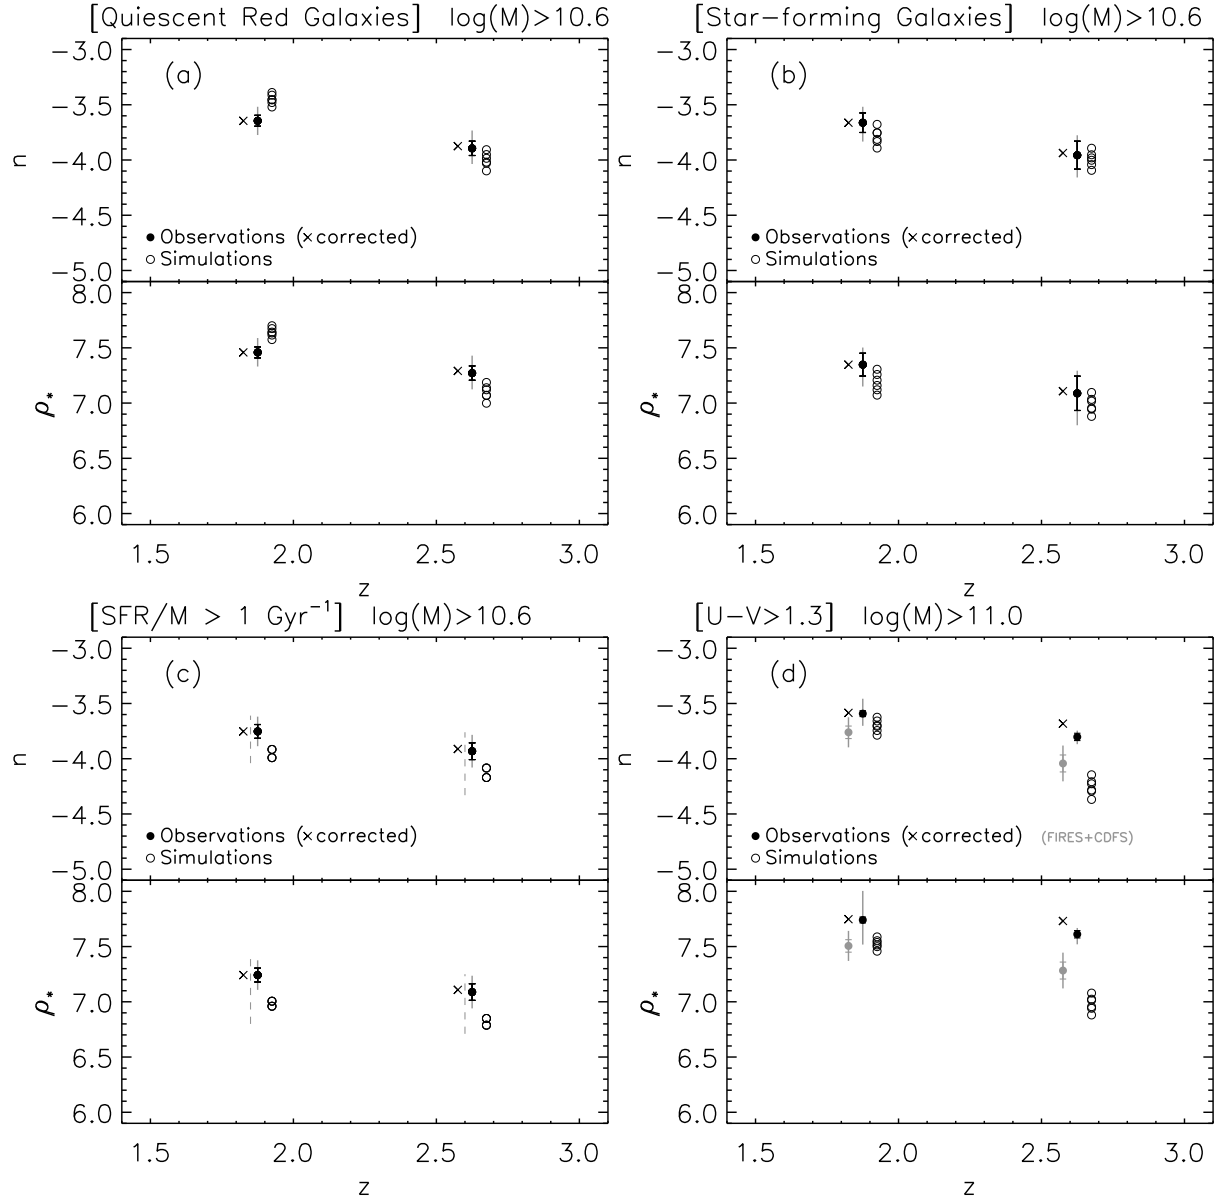 [Quiescent Red Galaxies] log(M)>10.6
(a)
n
−3.0
−3.5
−4.0
−4.5
−5.0
Observations (×corrected)
Simulations
ρ*
8.0
7.5
7.0
6.5
6.0
1.5 2.0 2.5 3.0
z
[Star−forming Galaxies] log(M)>10.6
(b)
n
−3.0
−3.5
−4.0
−4.5
−5.0
Observations (×corrected)
Simulations
ρ*
8.0
7.5
7.0
6.5
6.0
1.5 2.0 2.5 3.0
z
[SFR/M > 1 Gyr⁻¹] log(M)>10.6
(c)
n
−3.0
−3.5
−4.0
−4.5
−5.0
Observations (×corrected)
Simulations
ρ*
8.0
7.5
7.0
6.5
6.0
1.5 2.0 2.5 3.0
z
[U−V>1.3] log(M)>11.0
(d)
n
−3.0
−3.5
−4.0
−4.5
−5.0
Observations (×corrected) (FIRES+CDFS)
Simulations
ρ*
8.0
7.5
7.0
6.5
6.0
1.5 2.0 2.5 3.0
z